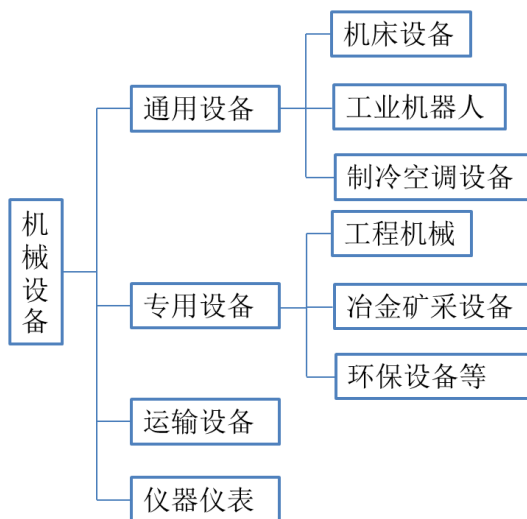 机械设备
通用设备
机床设备
工业机器人
制冷空调设备
专用设备
工程机械
冶金矿采设备
环保设备等
运输设备
仪器仪表